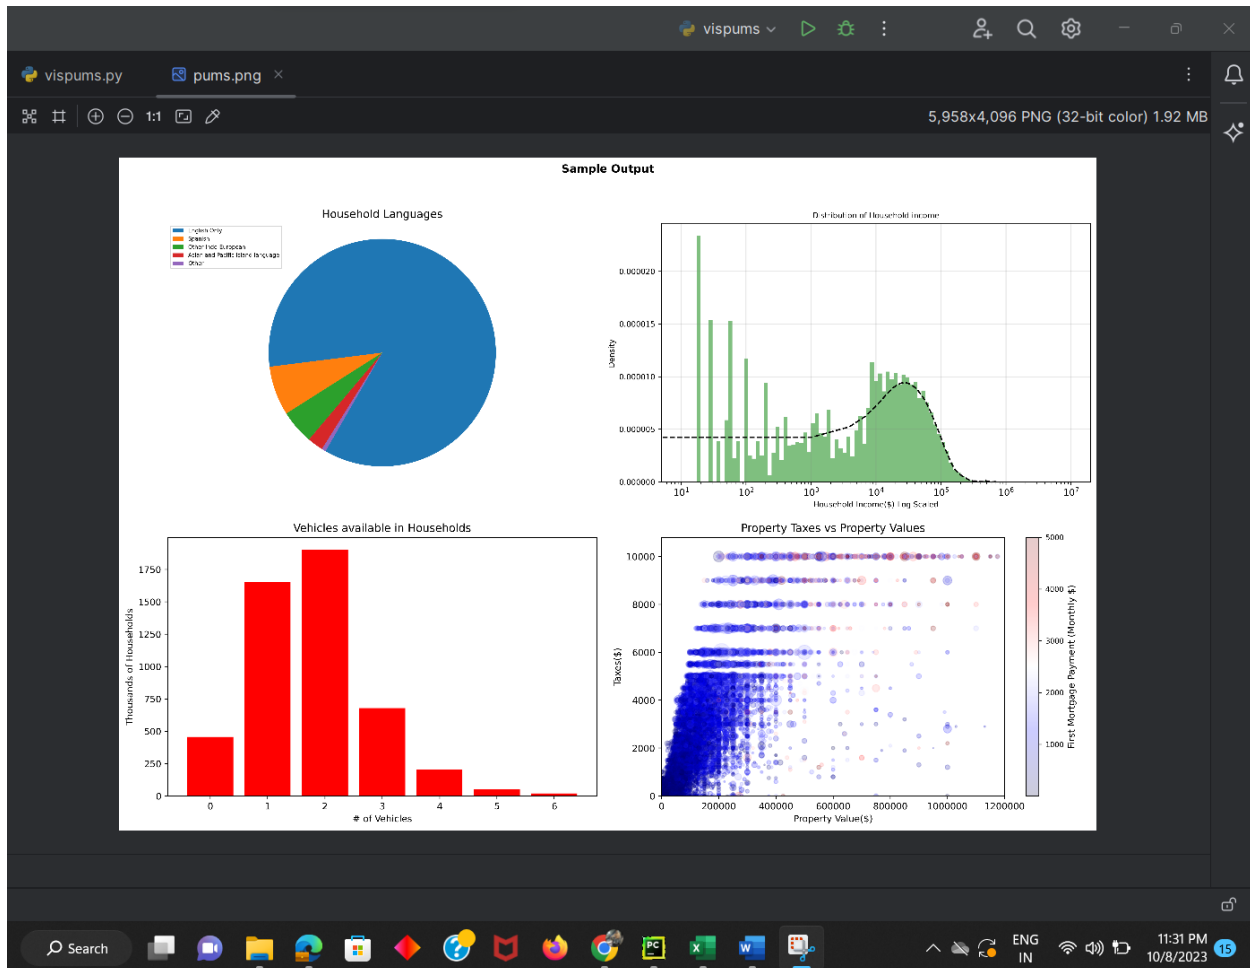 vispums
vispums.py
pums.png
1:1
5,958x4,096 PNG (32-bit color) 1.92 MB
Sample Output
Household Languages
English Only
Spanish
Other Indo European
Asian and Pacific Island language
Other
Distribution of Household income
Density
0.000020
0.000015
0.000010
0.000005
0.000000
10¹ 10² 10³ 10⁴ 10⁵ 10⁶ 10⁷
Household Income($) Log Scaled
Vehicles available in Households
Thousands of Households
1750
1500
1250
1000
750
500
250
0
0 1 2 3 4 5 6
# of Vehicles
Property Taxes vs Property Values
Taxes($)
10000
8000
6000
4000
2000
0
0 200000 400000 600000 800000 1000000 1200000
Property Value($)
5000
4000
3000
2000
1000
First Mortgage Payment (Monthly $)
Search
PC
ENG
IN
11:31 PM
10/8/2023
15